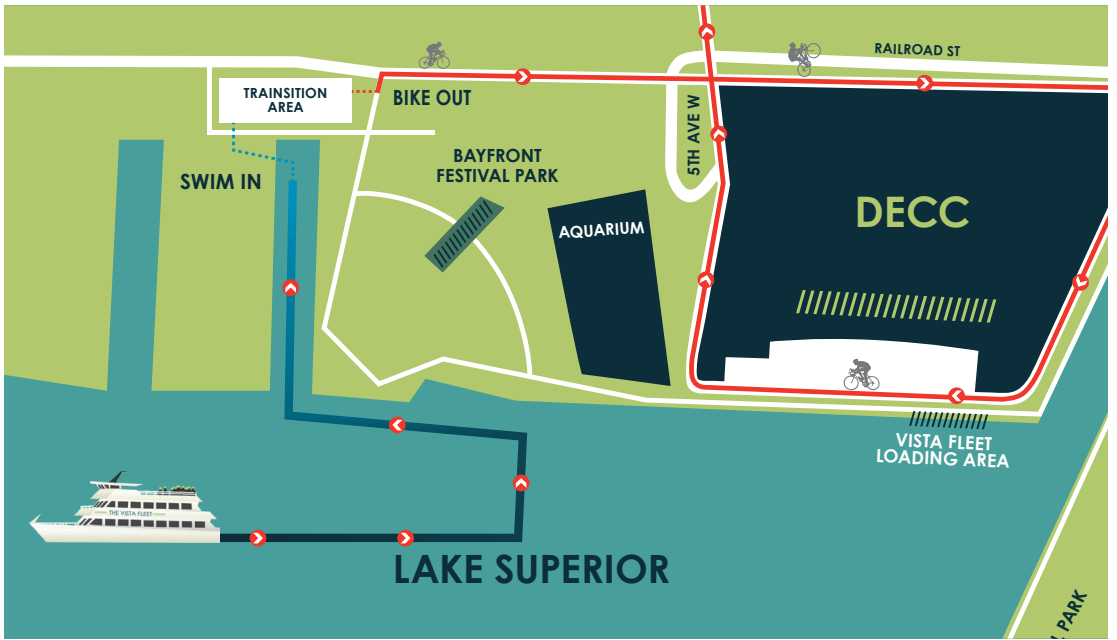 RAILROAD ST
TRAINSITION
AREA
BIKE OUT
5TH AVE W
BAYFRONT
FESTIVAL PARK
SWIM IN
DECC
AQUARIUM
VISTA FLEET
LOADING AREA
THE VISTA FLEET
LAKE SUPERIOR
PARK